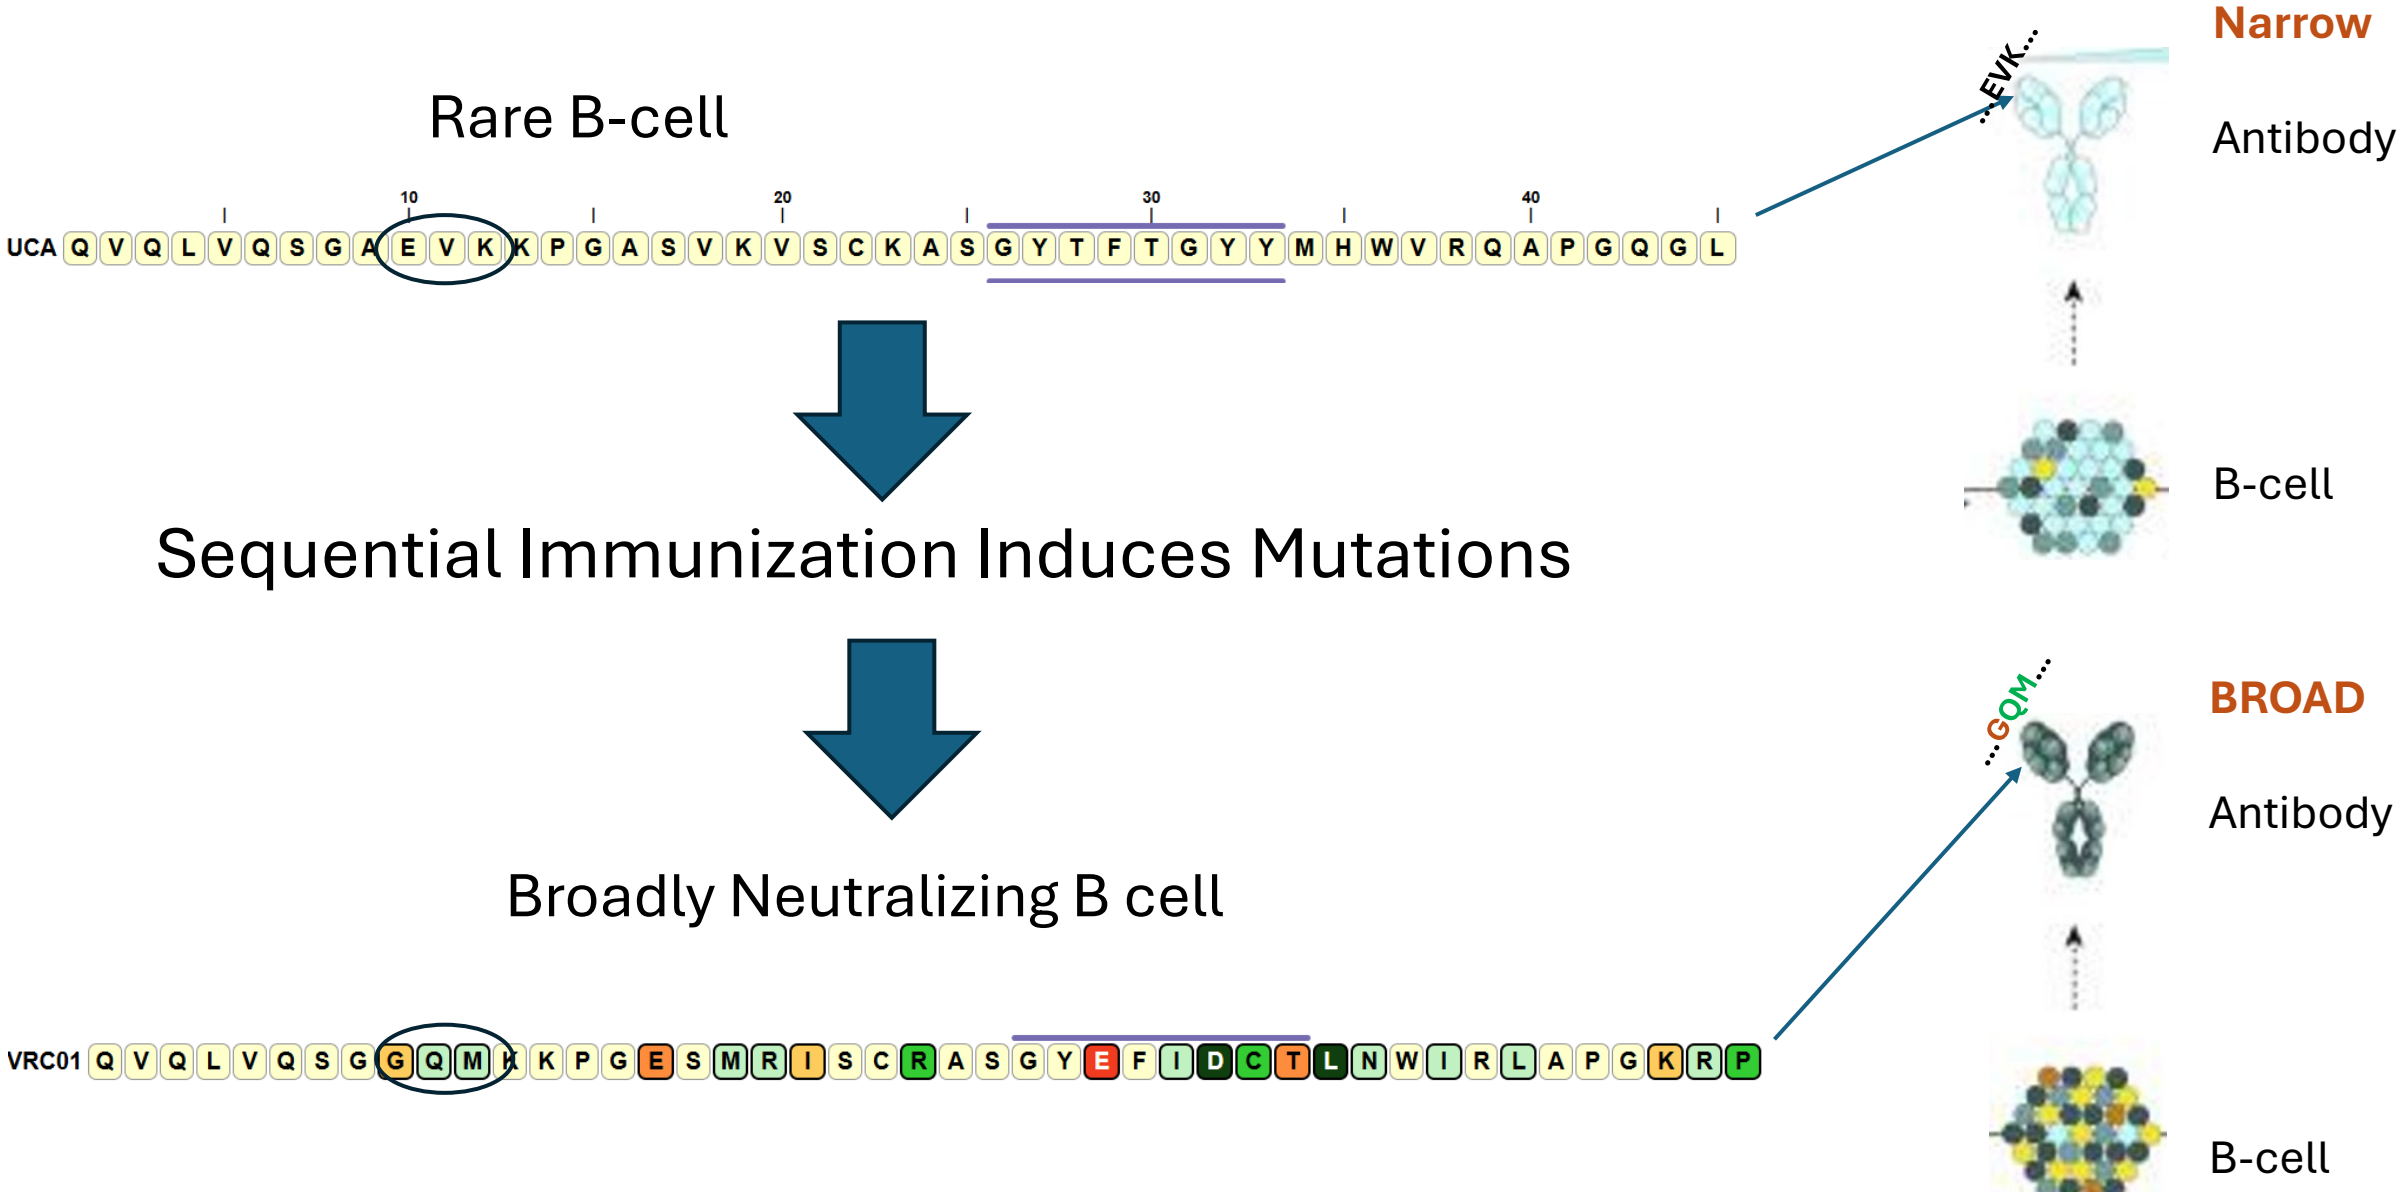 Narrow
...EVK...
Rare B-cell
Antibody
10 20 30 40
UCA Q V Q L V Q S G A E V K K P G A S V K V S C K A S G Y T F T G Y Y M H W V R Q A P G Q G L
B-cell
Sequential Immunization Induces Mutations
...GQM...
BROAD
Antibody
Broadly Neutralizing B cell
VRC01 Q V Q L V Q S G G Q M K K P G E S M R I S C R A S G Y E F I D C T L N W I R L A P G K R P
B-cell